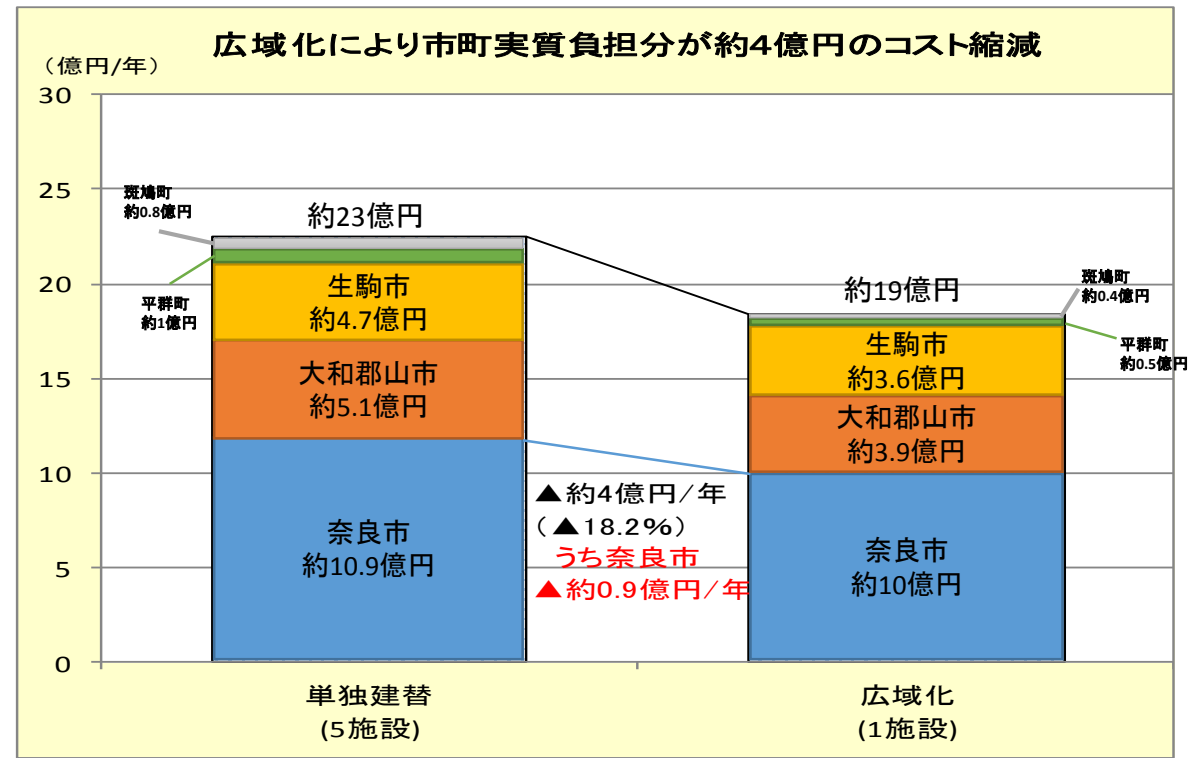 広域化により市町実質負担分が約4億円のコスト縮減
（億円/年）
30
25
20
15
10
5
0
斑鳩町
約0.8億円
平群町
約1億円
約23億円
生駒市
約4.7億円
大和郡山市
約5.1億円
奈良市
約10.9億円
▲約4億円/年
（▲18.2%）
うち奈良市
▲約0.9億円/年
約19億円
斑鳩町
約0.4億円
平群町
約0.5億円
生駒市
約3.6億円
大和郡山市
約3.9億円
奈良市
約10億円
単独建替
(5施設)
広域化
(1施設)